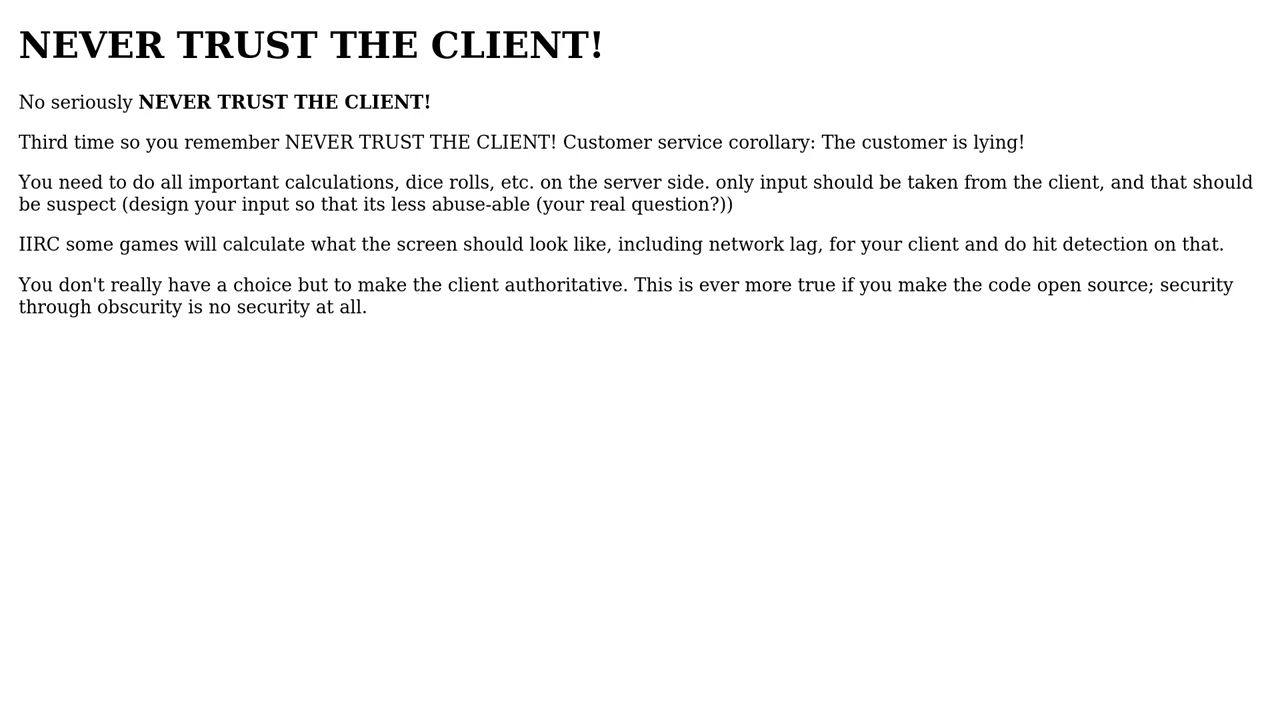 NEVER TRUST THE CLIENT!
No seriously NEVER TRUST THE CLIENT!
Third time so you remember NEVER TRUST THE CLIENT! Customer service corollary: The customer is lying!
You need to do all important calculations, dice rolls, etc. on the server side. only input should be taken from the client, and that should
be suspect (design your input so that its less abuse-able (your real question?))
IIRC some games will calculate what the screen should look like, including network lag, for your client and do hit detection on that.
You don't really have a choice but to make the client authoritative. This is ever more true if you make the code open source; security
through obscurity is no security at all.